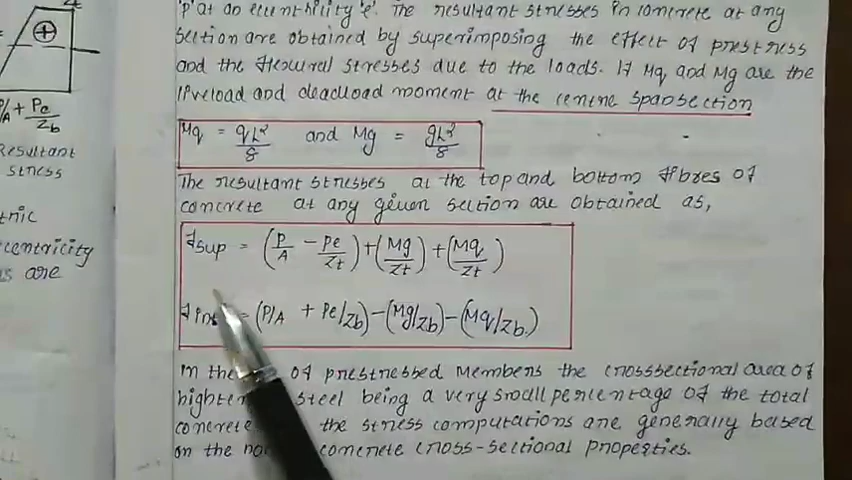 P/A + Pe/Zb
Resultant
stress
centricity
are
'P' at an eccentricity 'e'. The resultant stresses in concrete at any
section are obtained by superimposing the effect of prestress
and the flexural stresses due to the loads. If Mq and Mg are the
liveload and deadload moment at the centre span section
Mq = qL²/8 and Mg = gL²/8
The resultant stresses at the top and bottom fibres of
concrete at any given section are obtained as,
fsup = (P/A - Pe/Zt) + (Mg/Zt) + (Mq/Zt)
= (P/A + Pe/Zb) - (Mg/Zb) - (Mq/Zb)
In the of prestressed members the crosssectional area of
steel being a very small percentage of the total
concrete the stress computations are generally based
on the concrete cross-sectional properties.